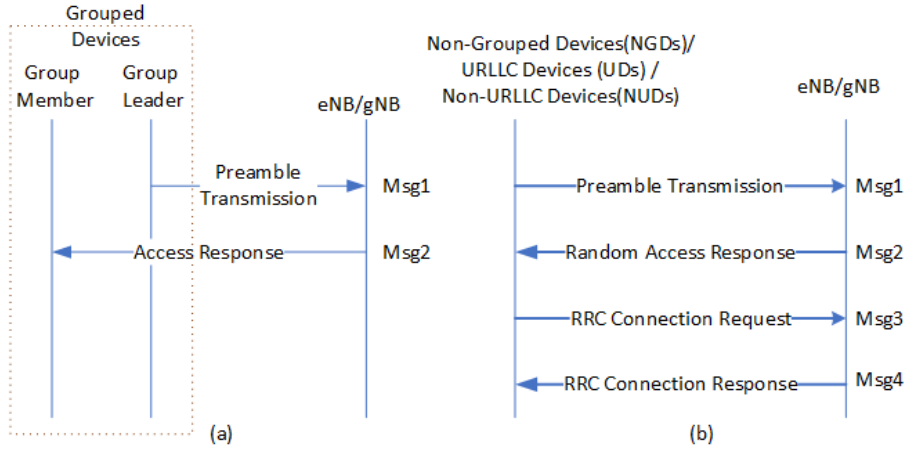 Grouped
Devices
Group
Member
Group
Leader
eNB/gNB
Preamble
Transmission
Msg1
Access Response
Msg2
(a)
Non-Grouped Devices(NGDs)/
URLLC Devices (UDs) /
Non-URLLC Devices(NUDs)
eNB/gNB
Preamble Transmission
Msg1
Random Access Response
Msg2
RRC Connection Request
Msg3
RRC Connection Response
Msg4
(b)